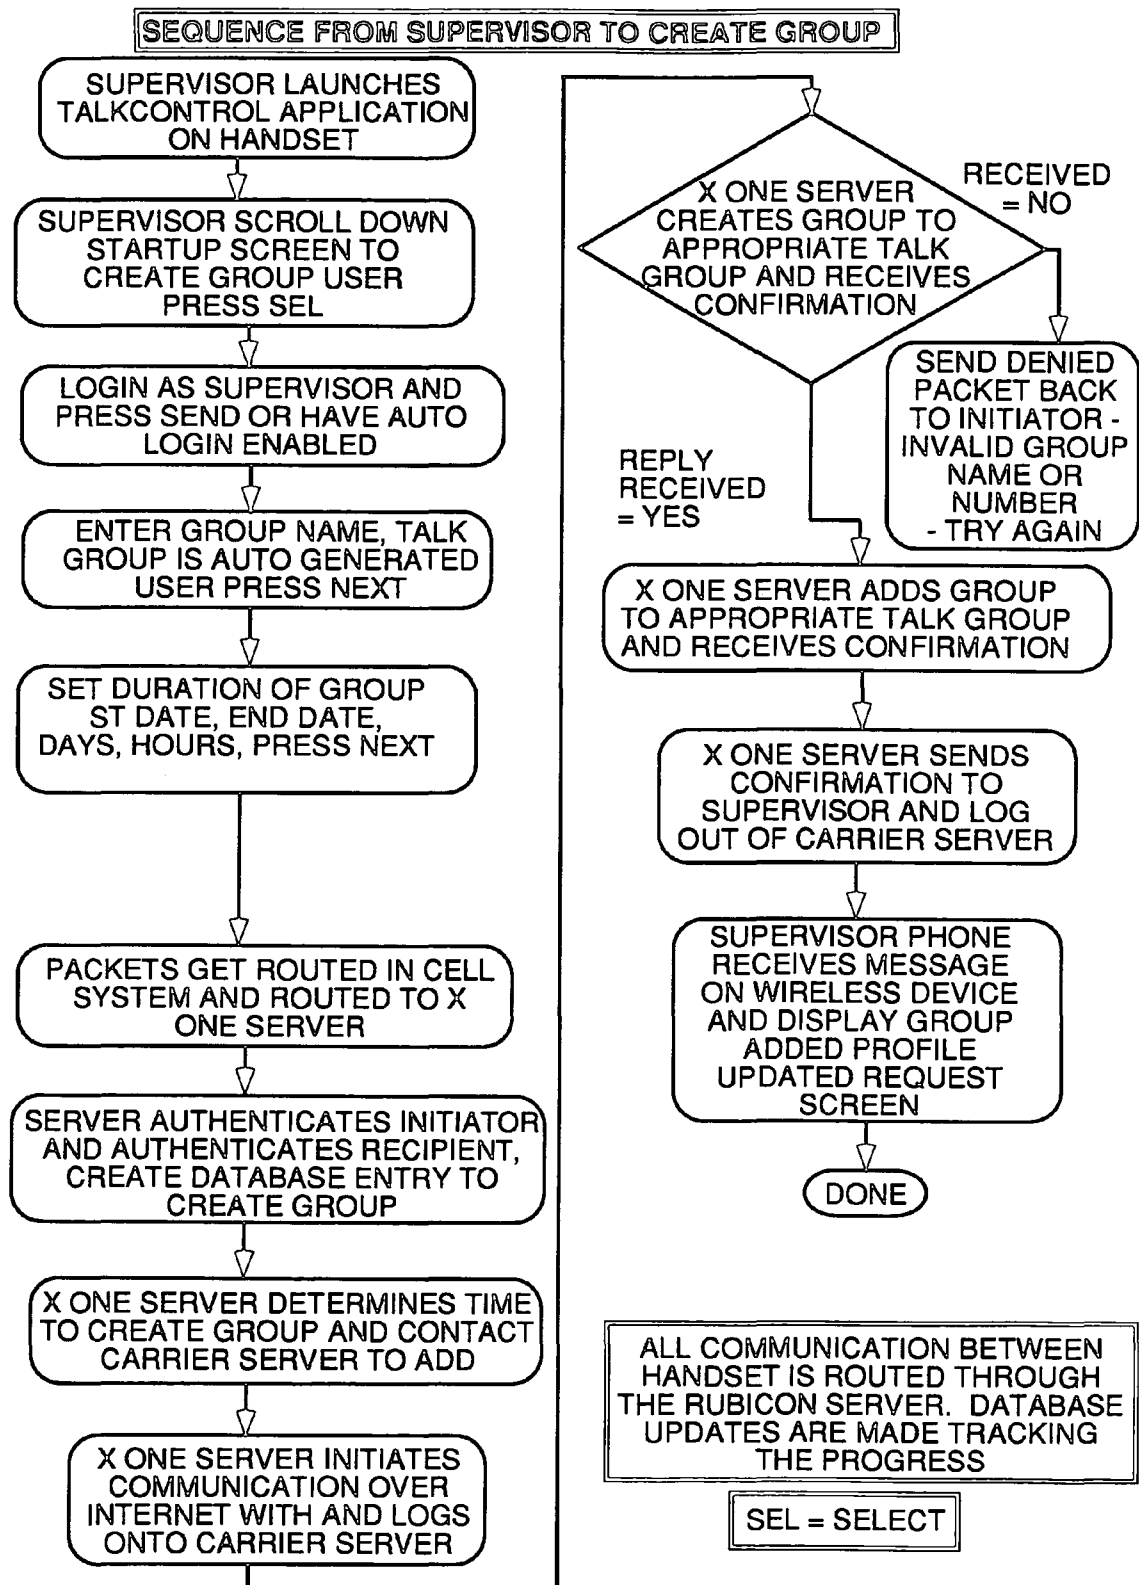 SEQUENCE FROM SUPERVISOR TO CREATE GROUP
SUPERVISOR LAUNCHES
TALKCONTROL APPLICATION
ON HANDSET
SUPERVISOR SCROLL DOWN
STARTUP SCREEN TO
CREATE GROUP USER
PRESS SEL
LOGIN AS SUPERVISOR AND
PRESS SEND OR HAVE AUTO
LOGIN ENABLED
ENTER GROUP NAME, TALK
GROUP IS AUTO GENERATED
USER PRESS NEXT
SET DURATION OF GROUP
ST DATE, END DATE,
DAYS, HOURS, PRESS NEXT
PACKETS GET ROUTED IN CELL
SYSTEM AND ROUTED TO X
ONE SERVER
SERVER AUTHENTICATES INITIATOR
AND AUTHENTICATES RECIPIENT,
CREATE DATABASE ENTRY TO
CREATE GROUP
X ONE SERVER DETERMINES TIME
TO CREATE GROUP AND CONTACT
CARRIER SERVER TO ADD
X ONE SERVER INITIATES
COMMUNICATION OVER
INTERNET WITH AND LOGS
ONTO CARRIER SERVER
X ONE SERVER
CREATES GROUP TO
APPROPRIATE TALK
GROUP AND RECEIVES
CONFIRMATION
RECEIVED
= NO
SEND DENIED
PACKET BACK
TO INITIATOR -
INVALID GROUP
NAME OR
NUMBER
- TRY AGAIN
REPLY
RECEIVED
= YES
X ONE SERVER ADDS GROUP
TO APPROPRIATE TALK GROUP
AND RECEIVES CONFIRMATION
X ONE SERVER SENDS
CONFIRMATION TO
SUPERVISOR AND LOG
OUT OF CARRIER SERVER
SUPERVISOR PHONE
RECEIVES MESSAGE
ON WIRELESS DEVICE
AND DISPLAY GROUP
ADDED PROFILE
UPDATED REQUEST
SCREEN
DONE
ALL COMMUNICATION BETWEEN
HANDSET IS ROUTED THROUGH
THE RUBICON SERVER. DATABASE
UPDATES ARE MADE TRACKING
THE PROGRESS
SEL = SELECT